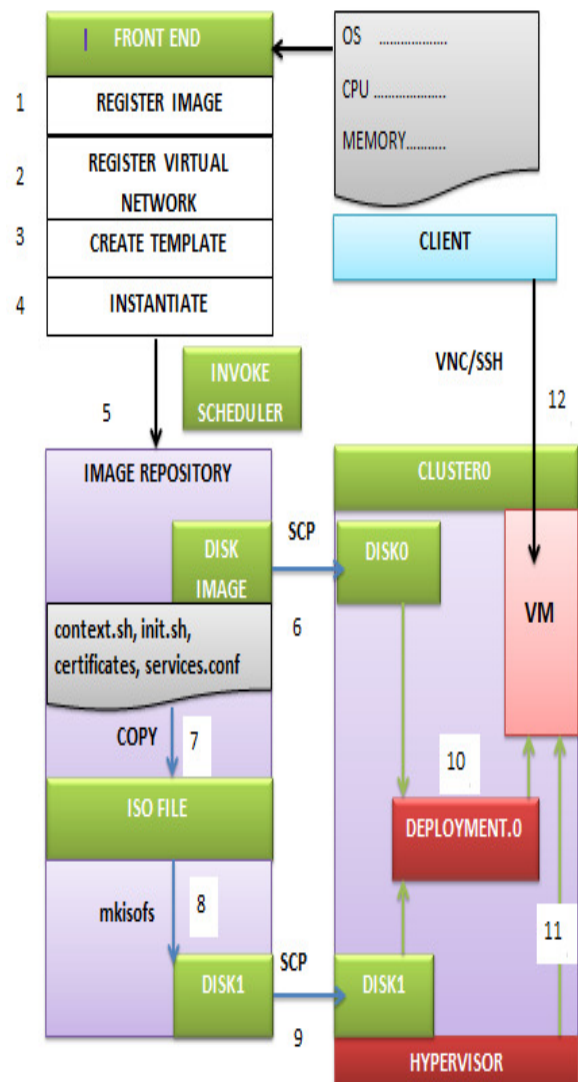 FRONT END
OS ..................
CPU ....................
MEMORY...........
1
REGISTER IMAGE
2
REGISTER VIRTUAL
NETWORK
3
CREATE TEMPLATE
4
INSTANTIATE
CLIENT
5
INVOKE
SCHEDULER
VNC/SSH
12
IMAGE REPOSITORY
CLUSTER0
DISK
IMAGE
SCP
DISK0
VM
6
context.sh, init.sh,
certificates, services.conf
COPY
7
10
ISO FILE
DEPLOYMENT.0
mkisofs
8
11
DISK1
SCP
DISK1
9
HYPERVISOR